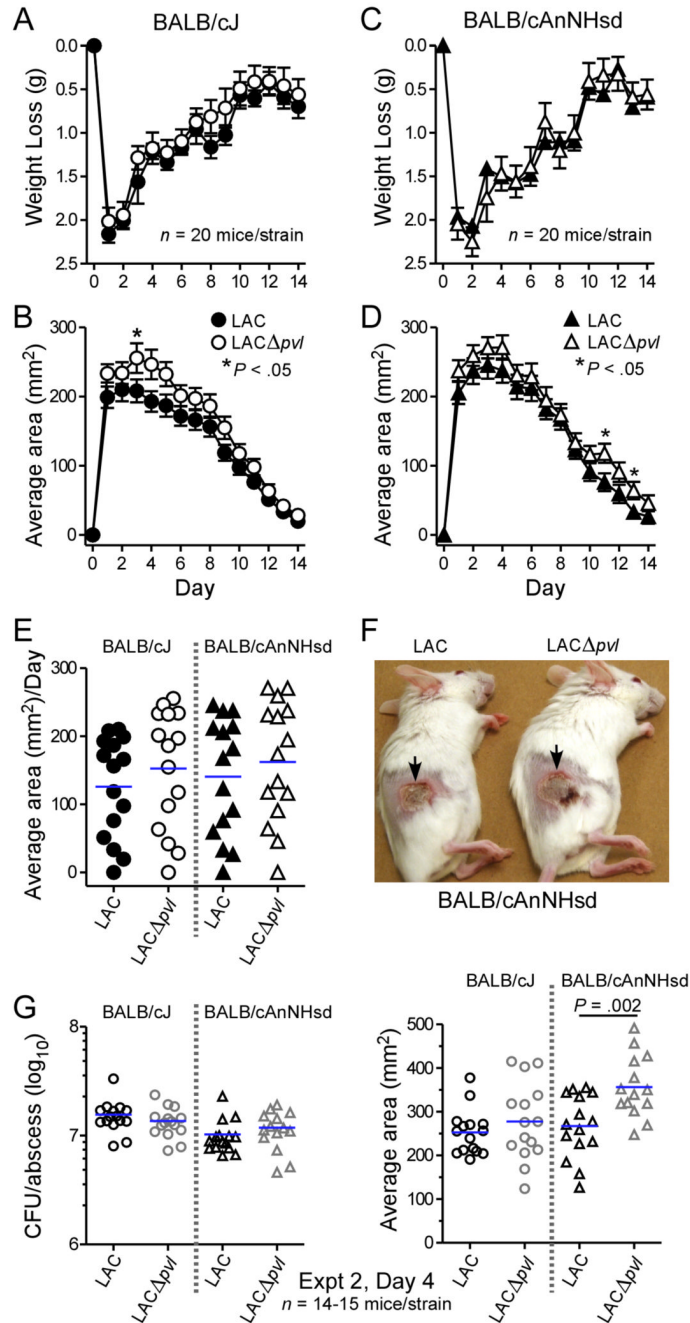 A
BALB/cJ
Weight Loss (g)
0.0
0.5
1.0
1.5
2.0
2.5
n = 20 mice/strain
0 2 4 6 8 10 12 14
C
BALB/cAnNHsd
Weight Loss (g)
0.0
0.5
1.0
1.5
2.0
2.5
n = 20 mice/strain
0 2 4 6 8 10 12 14
B
Average area (mm²)
300
200
100
0
*
LAC
LACΔpvl
*P < .05
0 2 4 6 8 10 12 14
Day
D
Average area (mm²)
300
200
100
0
LAC
LACΔpvl
*P < .05
*
*
0 2 4 6 8 10 12 14
Day
E
BALB/cJ BALB/cAnNHsd
Average area (mm²)/Day
300
200
100
0
LAC
LACΔpvl
LAC
LACΔpvl
F
LAC LACΔpvl
BALB/cAnNHsd
G
BALB/cJ BALB/cAnNHsd
CFU/abscess (log₁₀)
8
7
6
LAC
LACΔpvl
LAC
LACΔpvl
BALB/cJ BALB/cAnNHsd
P = .002
Average area (mm²)
500
400
300
200
100
0
LAC
LACΔpvl
LAC
LACΔpvl
Expt 2, Day 4
n = 14-15 mice/strain